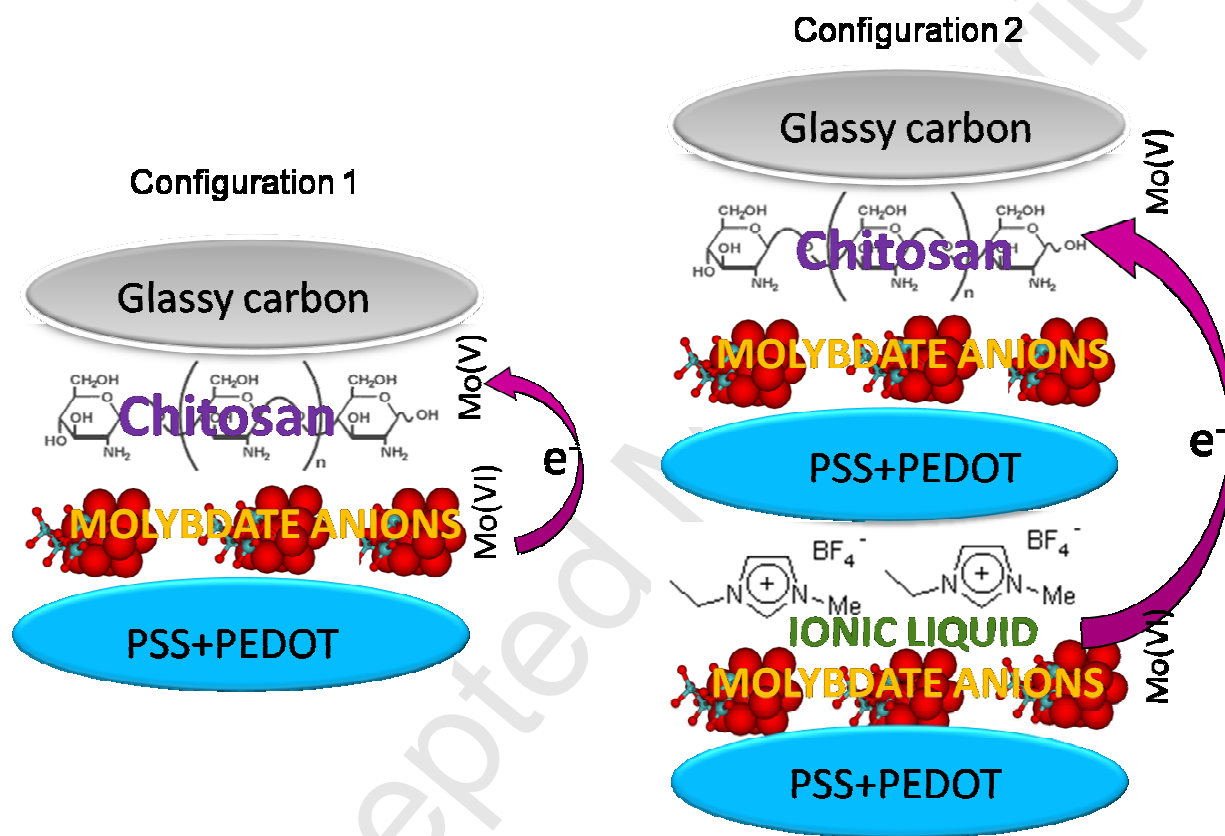 Configuration 1
Glassy carbon
CH₂OH
CH₂OH
CH₂OH
OH
OH
OH
HO
NH₂
NH₂
NH₂
n
Chitosan
Mo(V)
e⁻
Mo(VI)
MOLYBDATE ANIONS
PSS+PEDOT
Configuration 2
Glassy carbon
Mo(V)
CH₂OH
CH₂OH
CH₂OH
OH
OH
OH
HO
NH₂
NH₂
NH₂
n
Chitosan
MOLYBDATE ANIONS
e⁻
PSS+PEDOT
BF₄⁻
BF₄⁻
+
+
N
N
Me
N
N
Me
IONIC LIQUID
Mo(VI)
MOLYBDATE ANIONS
PSS+PEDOT